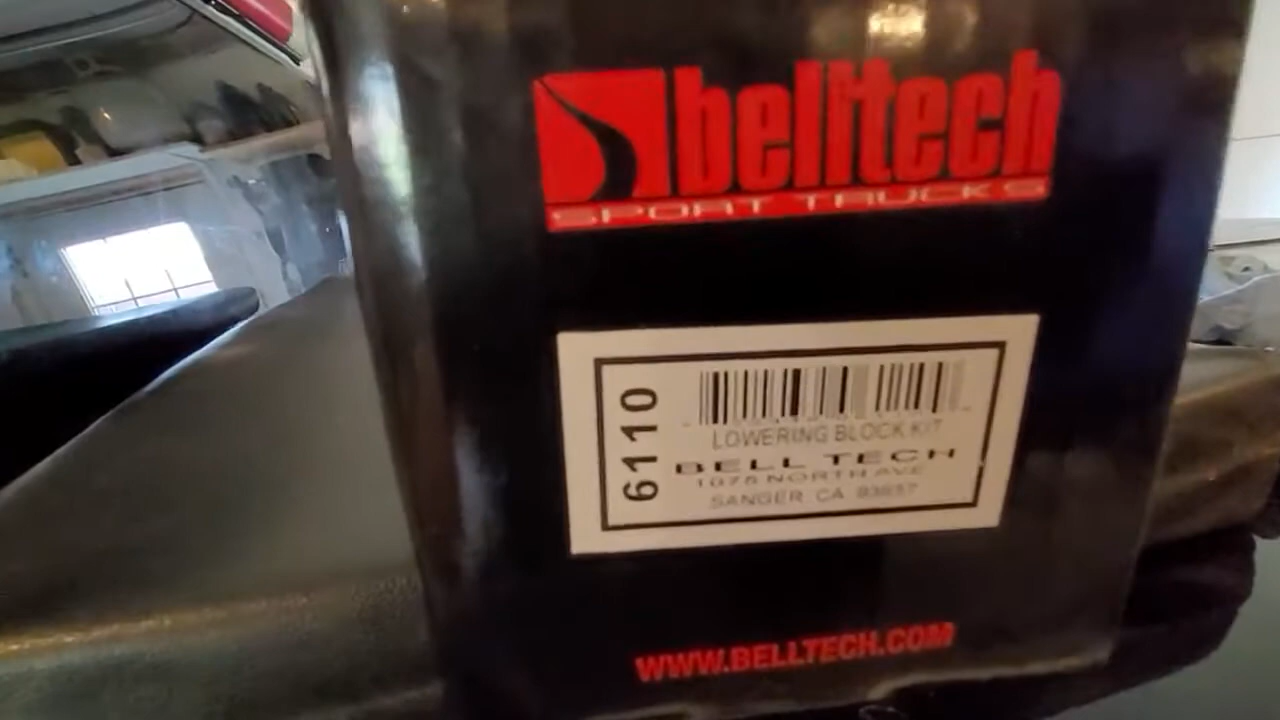 belltech
SPORT TRUCKS
6110
LOWERING BLOCK KIT
BELL TECH
1075 NORTH AVE
SANGER, CA 93657
WWW.BELLTECH.COM